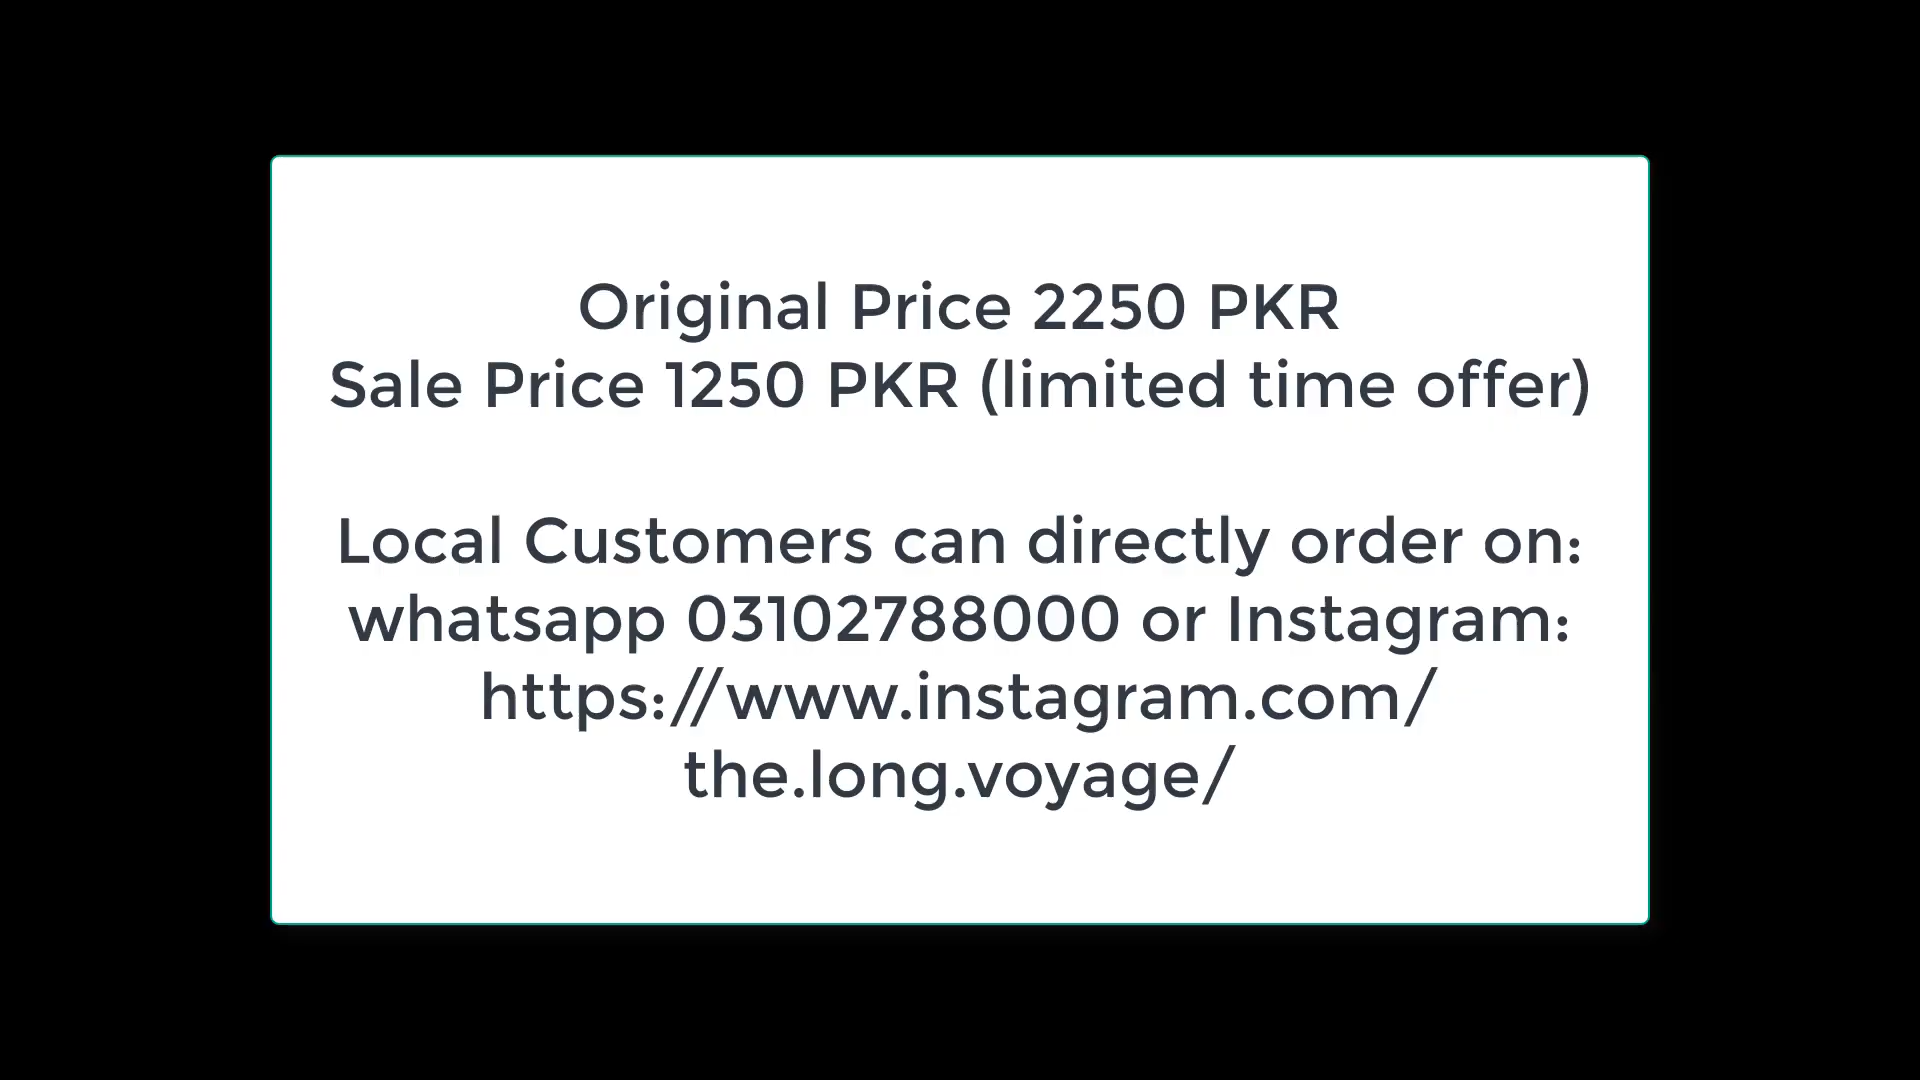 Original Price 2250 PKR
Sale Price 1250 PKR (limited time offer)
Local Customers can directly order on:
whatsapp 03102788000 or Instagram:
https://www.instagram.com/
the.long.voyage/